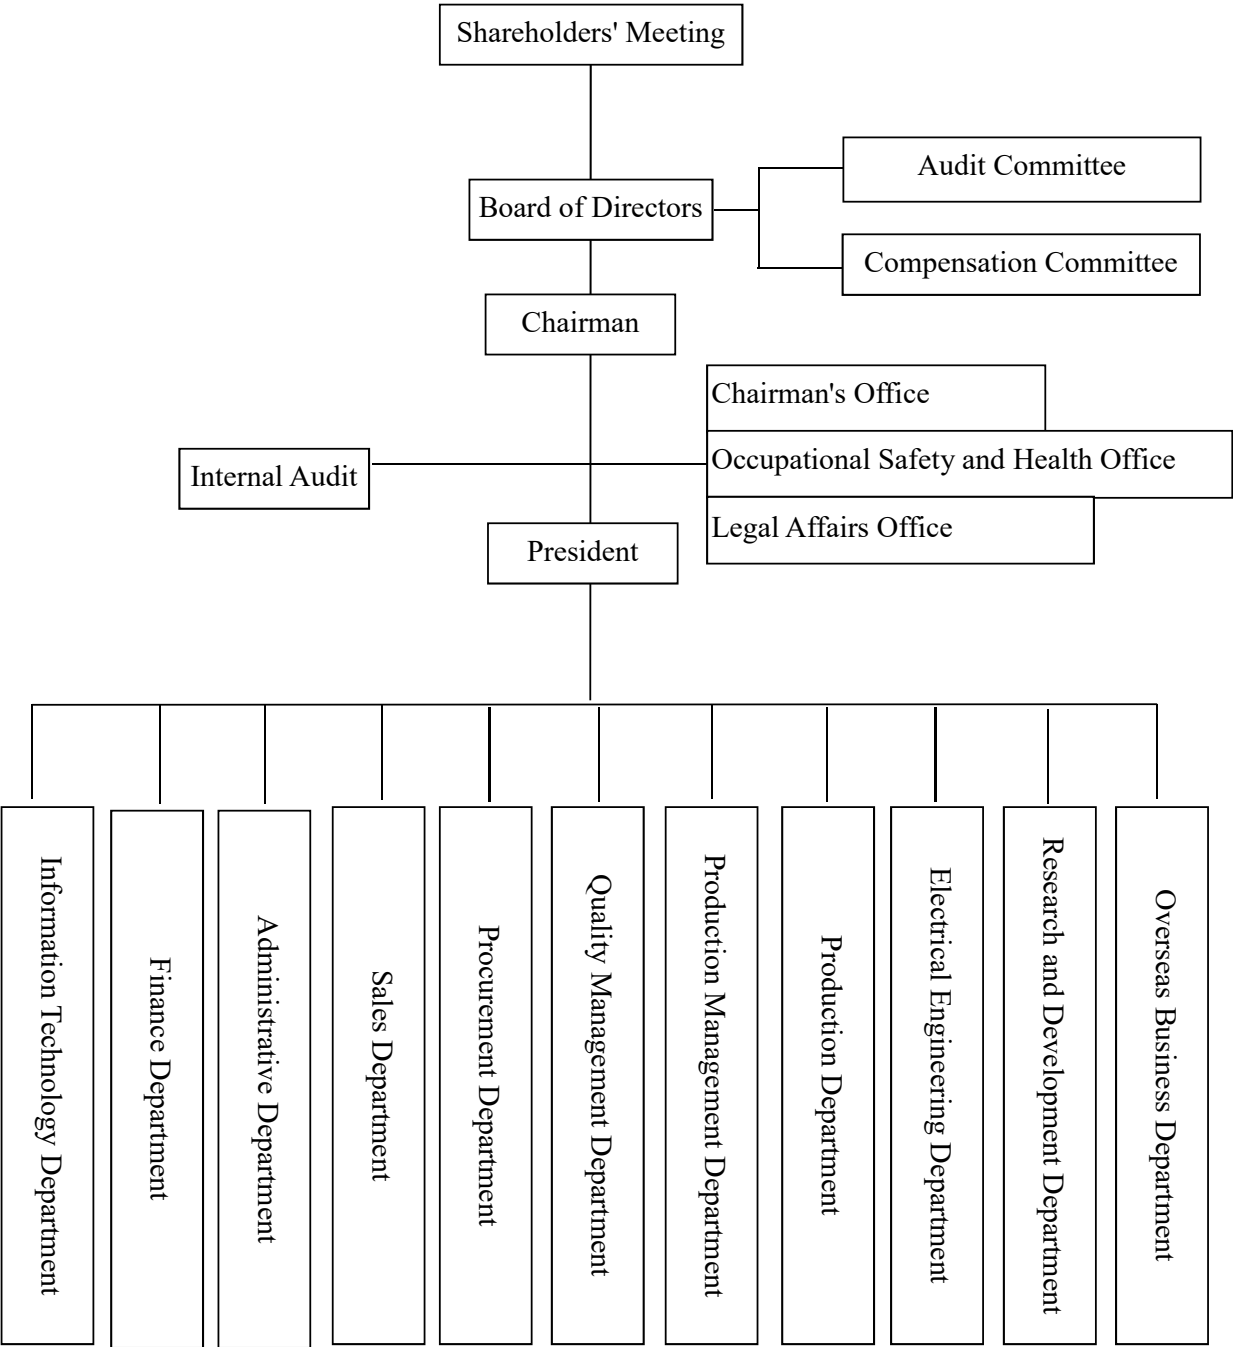 Shareholders' Meeting
Audit Committee
Board of Directors
Compensation Committee
Chairman
Chairman's Office
Occupational Safety and Health Office
Internal Audit
Legal Affairs Office
President
Information Technology Department
Finance Department
Administrative Department
Sales Department
Procurement Department
Quality Management Department
Production Management Department
Production Department
Electrical Engineering Department
Research and Development Department
Overseas Business Department